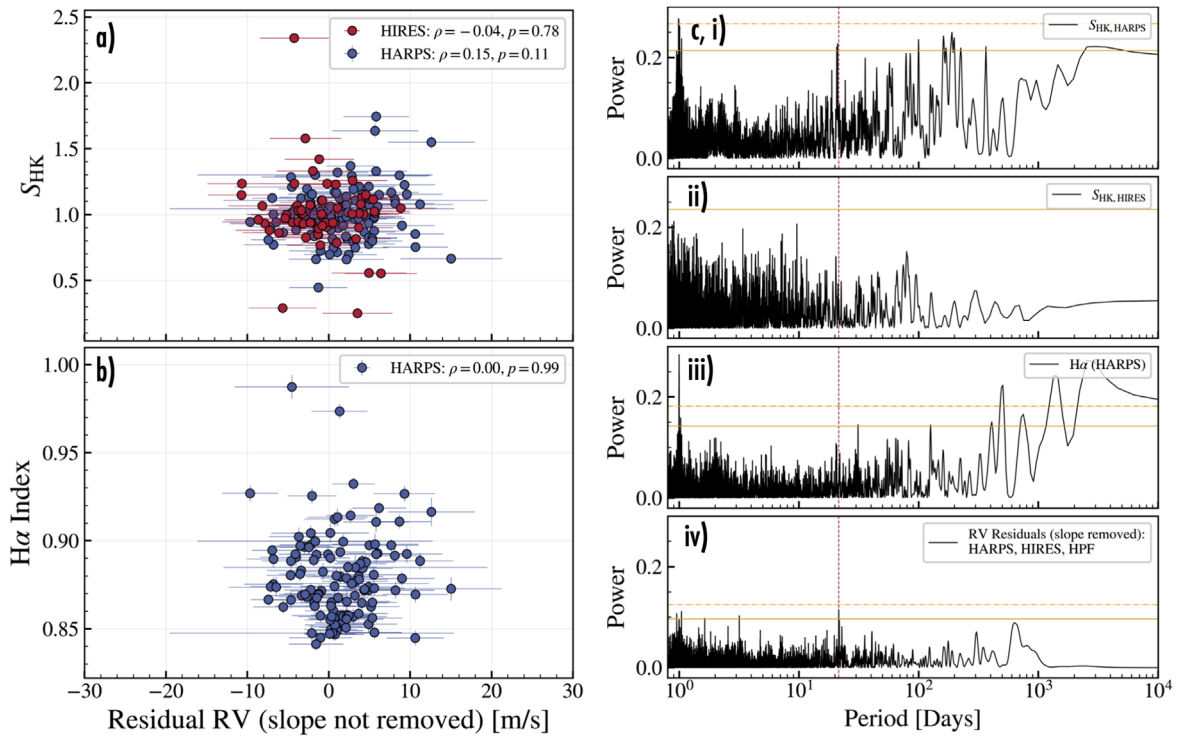 a)
HIRES: ρ = −0.04, p = 0.78
HARPS: ρ = 0.15, p = 0.11
2.5
2.0
1.5
1.0
0.5
S_HK
b)
HARPS: ρ = 0.00, p = 0.99
1.00
0.95
0.90
0.85
Hα Index
−30
−20
−10
0
10
20
30
Residual RV (slope not removed) [m/s]
c, i)
S_HK, HARPS
0.2
0.0
Power
ii)
S_HK, HIRES
0.2
0.0
Power
iii)
Hα (HARPS)
0.2
0.0
Power
iv)
RV Residuals (slope removed):
HARPS, HIRES, HPF
0.2
0.0
Power
10^0
10^1
10^2
10^3
10^4
Period [Days]